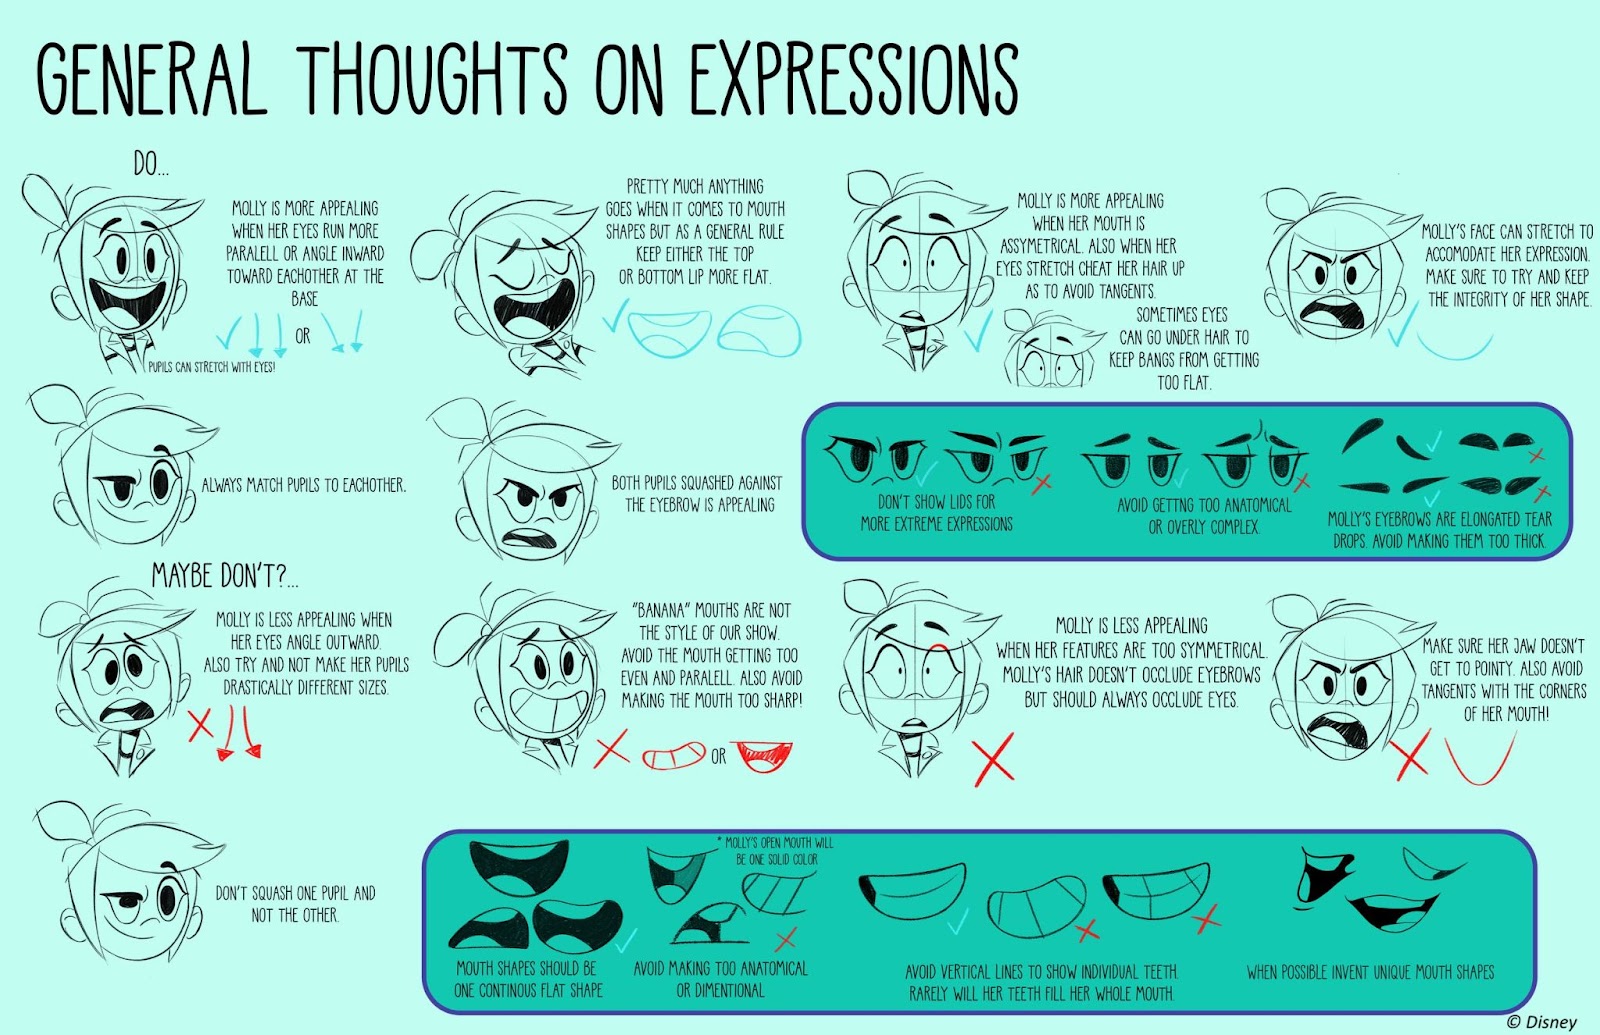 GENERAL THOUGHTS ON EXPRESSIONS
DO...
MOLLY IS MORE APPEALING
WHEN HER EYES RUN MORE
PARALELL OR ANGLE INWARD
TOWARD EACHOTHER AT THE
BASE
OR
PUPILS CAN STRETCH WITH EYES!
PRETTY MUCH ANYTHING
GOES WHEN IT COMES TO MOUTH
SHAPES BUT AS A GENERAL RULE
KEEP EITHER THE TOP
OR BOTTOM LIP MORE FLAT.
MOLLY IS MORE APPEALING
WHEN HER MOUTH IS
ASSYMETRICAL. ALSO WHEN HER
EYES STRETCH CHEAT HER HAIR UP
AS TO AVOID TANGENTS.
SOMETIMES EYES
CAN GO UNDER HAIR TO
KEEP BANGS FROM GETTING
TOO FLAT.
MOLLY'S FACE CAN STRETCH TO
ACCOMODATE HER EXPRESSION.
MAKE SURE TO TRY AND KEEP
THE INTEGRITY OF HER SHAPE.
ALWAYS MATCH PUPILS TO EACHOTHER.
BOTH PUPILS SQUASHED AGAINST
THE EYEBROW IS APPEALING
DON'T SHOW LIDS FOR
MORE EXTREME EXPRESSIONS
AVOID GETTNG TOO ANATOMICAL
OR OVERLY COMPLEX.
MOLLY'S EYEBROWS ARE ELONGATED TEAR
DROPS. AVOID MAKING THEM TOO THICK.
MAYBE DON'T?...
MOLLY IS LESS APPEALING WHEN
HER EYES ANGLE OUTWARD.
ALSO TRY AND NOT MAKE HER PUPILS
DRASTICALLY DIFFERENT SIZES.
"BANANA" MOUTHS ARE NOT
THE STYLE OF OUR SHOW.
AVOID THE MOUTH GETTING TOO
EVEN AND PARALELL. ALSO AVOID
MAKING THE MOUTH TOO SHARP!
OR
MOLLY IS LESS APPEALING
WHEN HER FEATURES ARE TOO SYMMETRICAL.
MOLLY'S HAIR DOESN'T OCCLUDE EYEBROWS
BUT SHOULD ALWAYS OCCLUDE EYES.
MAKE SURE HER JAW DOESN'T
GET TO POINTY. ALSO AVOID
TANGENTS WITH THE CORNERS
OF HER MOUTH!
DON'T SQUASH ONE PUPIL AND
NOT THE OTHER.
* MOLLY'S OPEN MOUTH WILL
BE ONE SOLID COLOR
MOUTH SHAPES SHOULD BE
ONE CONTINOUS FLAT SHAPE
AVOID MAKING TOO ANATOMICAL
OR DIMENTIONAL
AVOID VERTICAL LINES TO SHOW INDIVIDUAL TEETH.
RARELY WILL HER TEETH FILL HER WHOLE MOUTH.
WHEN POSSIBLE INVENT UNIQUE MOUTH SHAPES
© Disney